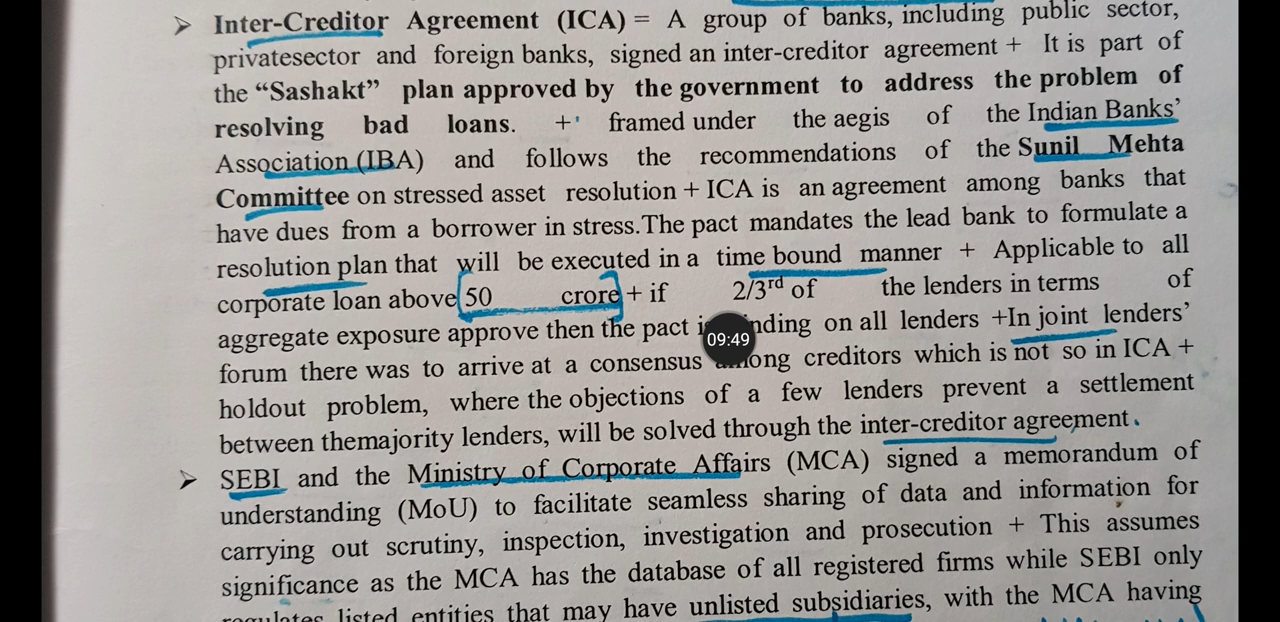 ➢ Inter-Creditor Agreement (ICA) = A group of banks, including public sector,
privatesector and foreign banks, signed an inter-creditor agreement + It is part of
the “Sashakt” plan approved by the government to address the problem of
resolving bad loans. + framed under the aegis of the Indian Banks’
Association (IBA) and follows the recommendations of the Sunil Mehta
Committee on stressed asset resolution + ICA is an agreement among banks that
have dues from a borrower in stress.The pact mandates the lead bank to formulate a
resolution plan that will be executed in a time bound manner + Applicable to all
corporate loan above 50 crore + if 2/3rd of the lenders in terms of
aggregate exposure approve then the pact on all lenders +In joint lenders’
09:49
forum there was to arrive at a consensus among creditors which is not so in ICA +
holdout problem, where the objections of a few lenders prevent a settlement
between themajority lenders, will be solved through the inter-creditor agreement.
➢ SEBI and the Ministry of Corporate Affairs (MCA) signed a memorandum of
understanding (MoU) to facilitate seamless sharing of data and information for
carrying out scrutiny, inspection, investigation and prosecution + This assumes
significance as the MCA has the database of all registered firms while SEBI only
regulates listed entities that may have unlisted subsidiaries, with the MCA having